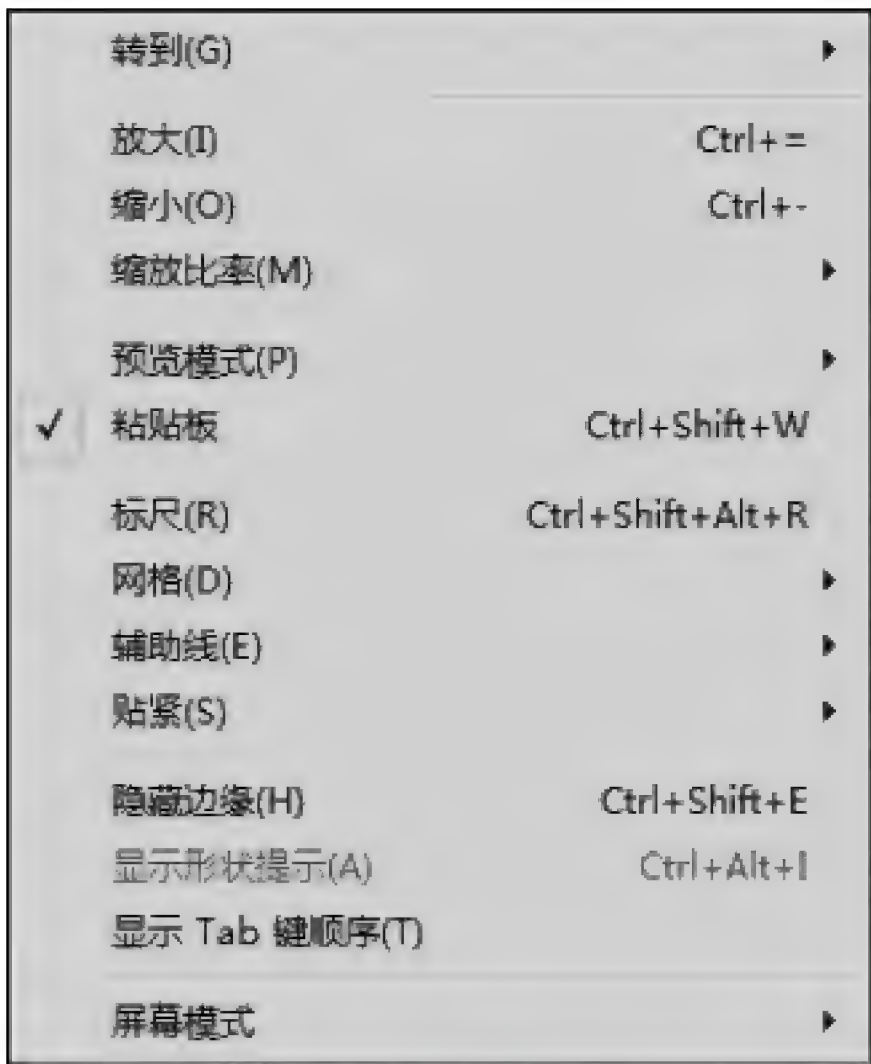 转到(G)
放大(I) Ctrl+=
缩小(O) Ctrl+-
缩放比率(M)
预览模式(P)
粘贴板 Ctrl+Shift+W
标尺(R) Ctrl+Shift+Alt+R
网格(D)
辅助线(E)
贴紧(S)
隐藏边缘(H) Ctrl+Shift+E
显示形状提示(A) Ctrl+Alt+I
显示 Tab 键顺序(T)
屏幕模式